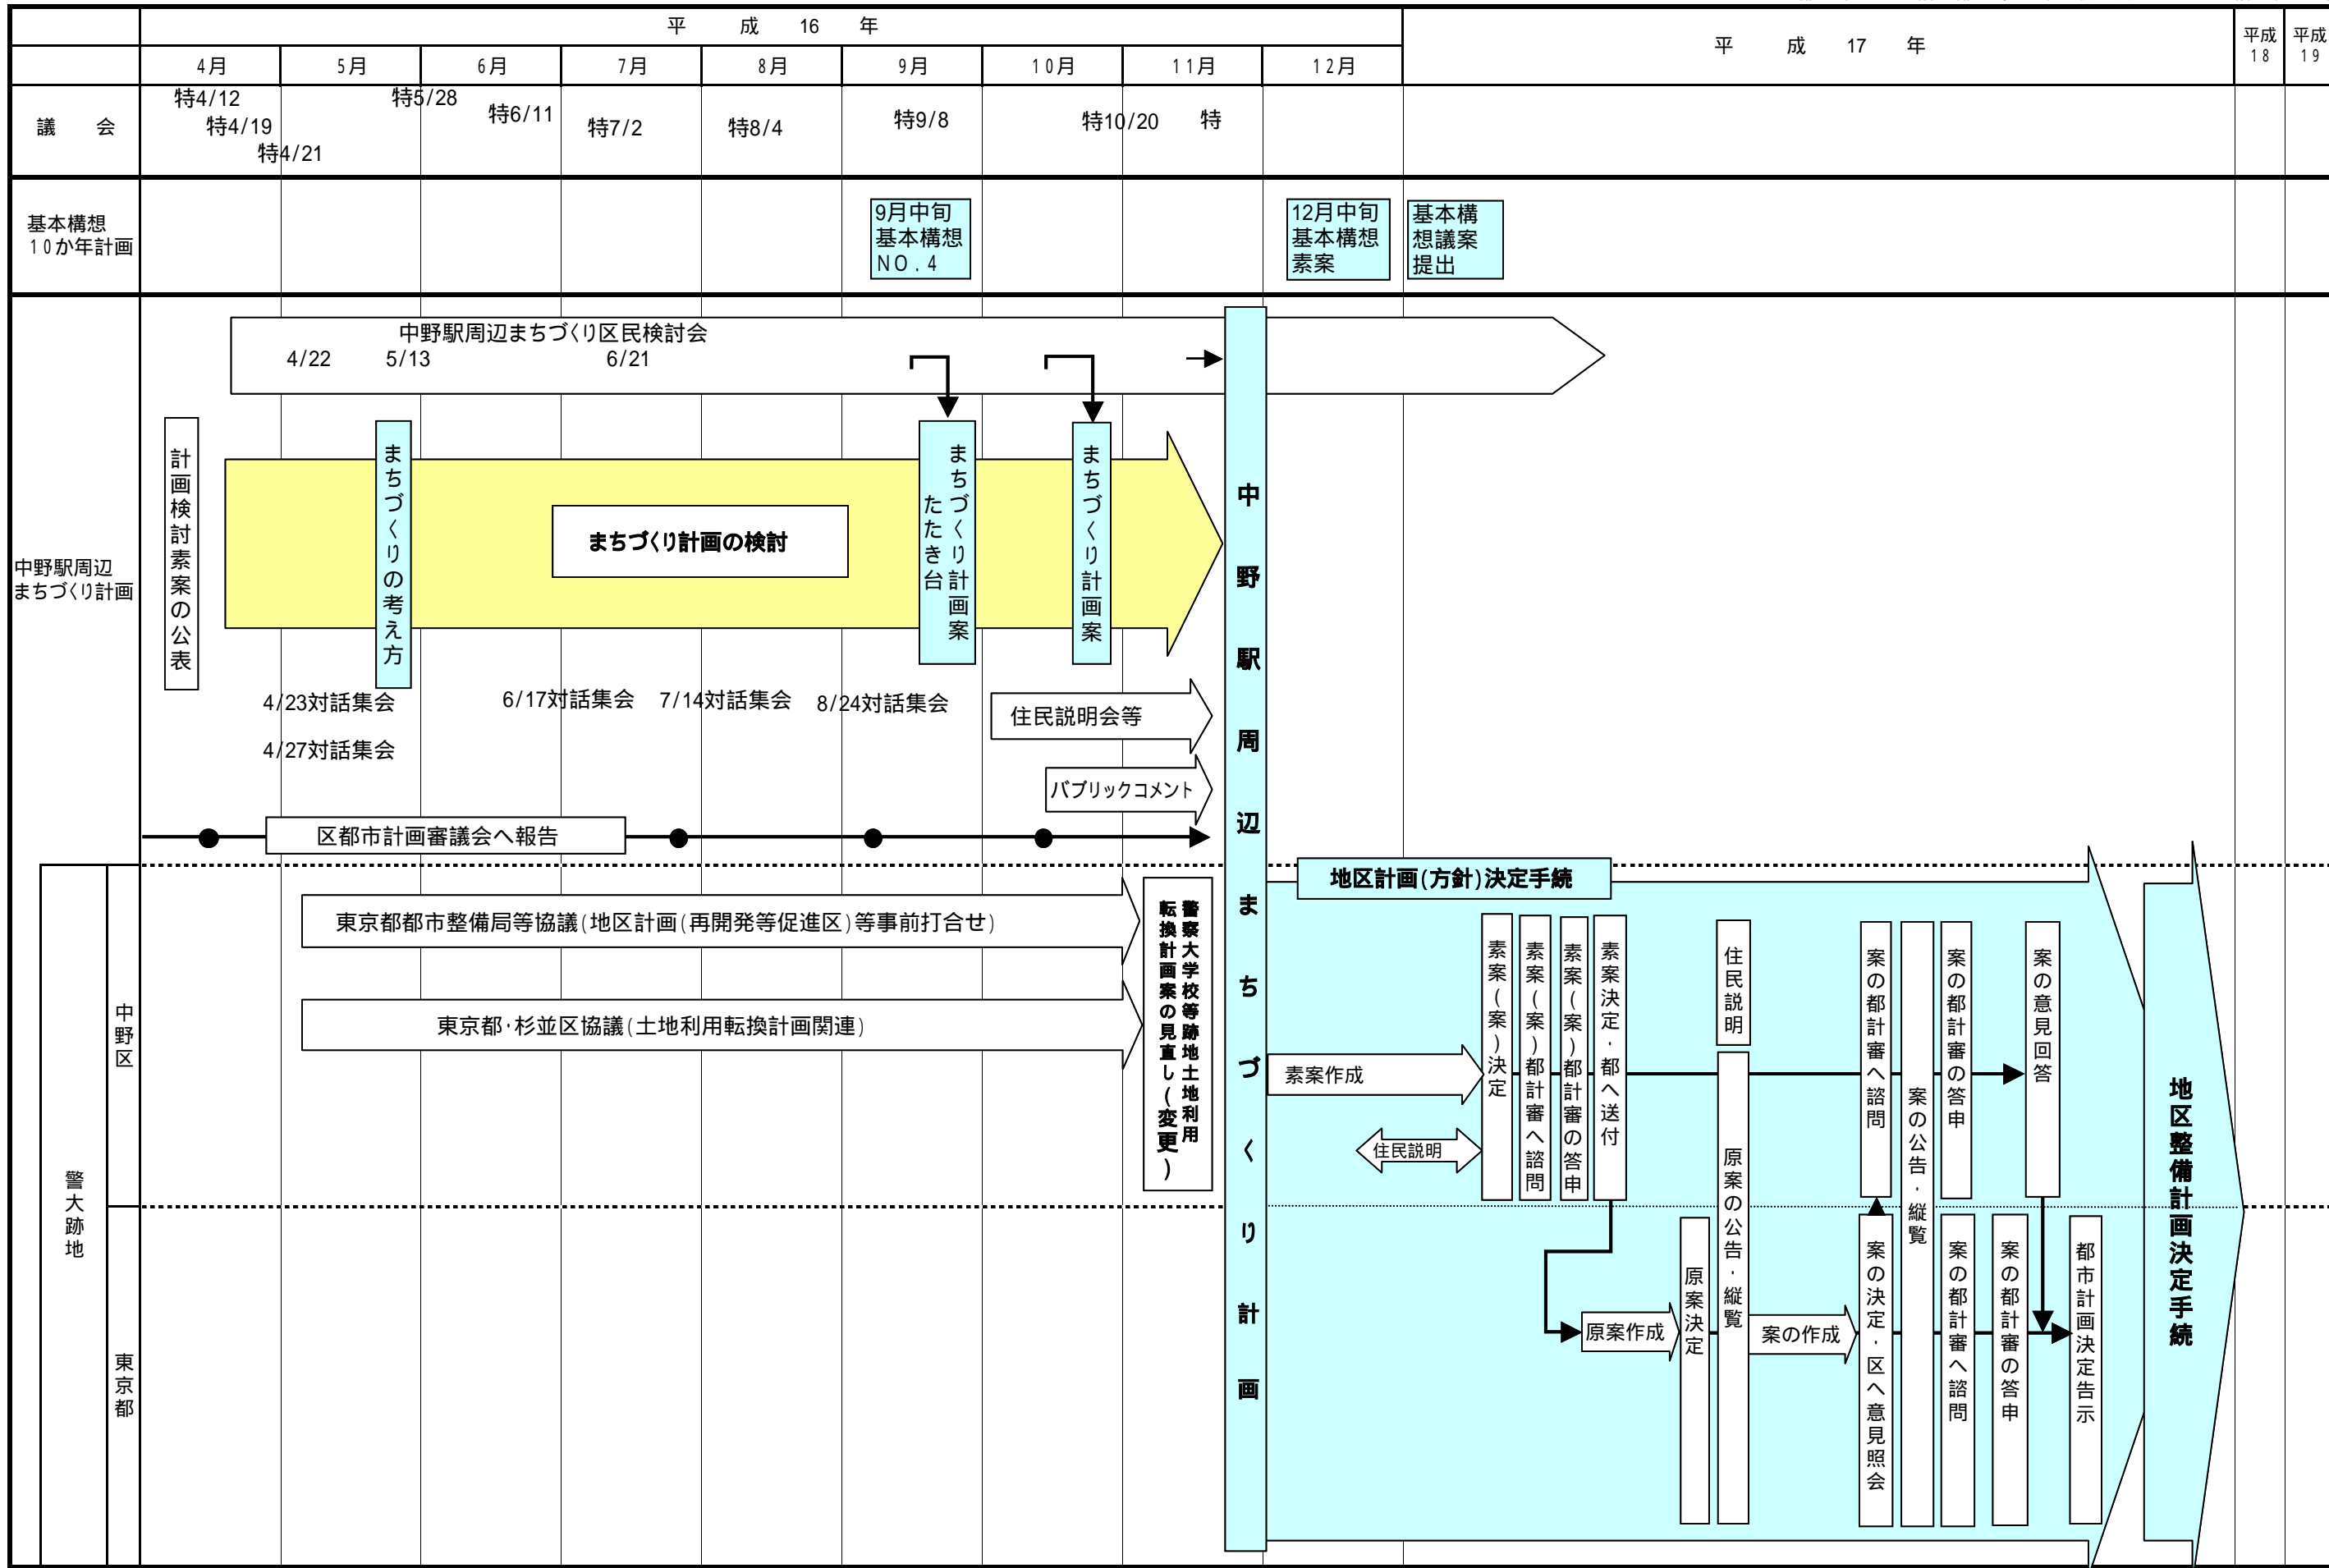 平成16年
平成17年
平成
18
平成
19
4月
5月
6月
7月
8月
9月
10月
11月
12月
議会
特4/12
特4/19
特4/21
特5/28
特6/11
特7/2
特8/4
特9/8
特10/20
特
基本構想
10か年計画
9月中旬
基本構想
NO.4
12月中旬
基本構想
素案
基本構
想議案
提出
中野駅周辺
まちづくり計画
中野駅周辺まちづくり区民検討会
4/22
5/13
6/21
計画検討素案の公表
まちづくりの考え方
まちづくり計画の検討
まちづくり計画案
たたき台
まちづくり計画案
中野駅周辺まちづくり計画
4/23対話集会
4/27対話集会
6/17対話集会
7/14対話集会
8/24対話集会
住民説明会等
パブリックコメント
区都市計画審議会へ報告
警大跡地
中野区
東京都
東京都都市整備局等協議(地区計画(再開発等促進区)等事前打合せ)
東京都・杉並区協議(土地利用転換計画関連)
警察大学校等跡地土地利用
転換計画案の見直し(変更)
地区計画(方針)決定手続
素案作成
住民説明
素案(案)決定
素案(案)都計審へ諮問
素案(案)都計審の答申
素案決定・都へ送付
住民説明
案の都計審へ諮問
案の公告・縦覧
案の都計審の答申
案の意見回答
原案作成
原案決定
原案の公告・縦覧
案の作成
案の決定・区へ意見照会
案の都計審へ諮問
案の都計審の答申
都市計画決定告示
地区整備計画決定手続